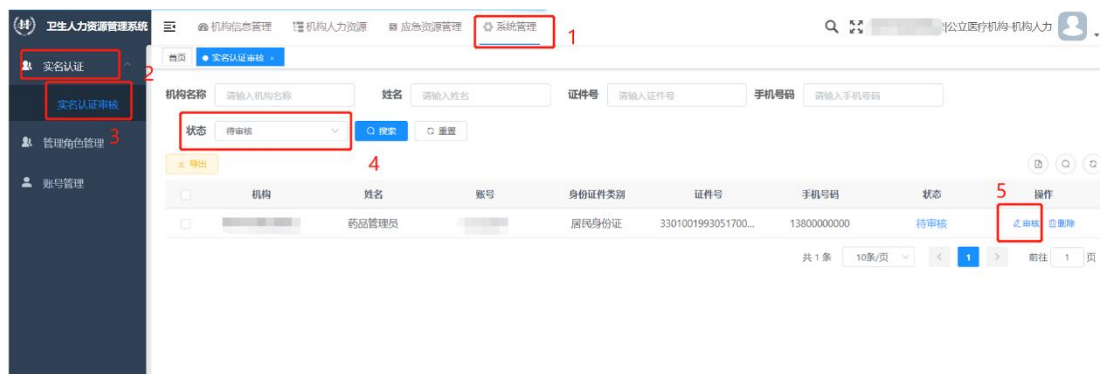 卫生人力资源管理系统 机构信息管理 机构人力资源 应急资源管理 系统管理 1 公立医疗机构-机构人力
实名认证 2
首页 实名认证审核 ×
实名认证审核 3
机构名称 请输入机构名称 姓名 请输入姓名 证件号 请输入证件号 手机号码 请输入手机号码
状态 待审核 搜索 重置
4
管理角色管理
导出
账号管理
机构 姓名 账号 身份证件类别 证件号 手机号码 状态 5 操作
药品管理员 居民身份证 3301001993051700... 13800000000 待审核 审核 删除
共 1 条 10条/页 < 1 > 前往 1 页